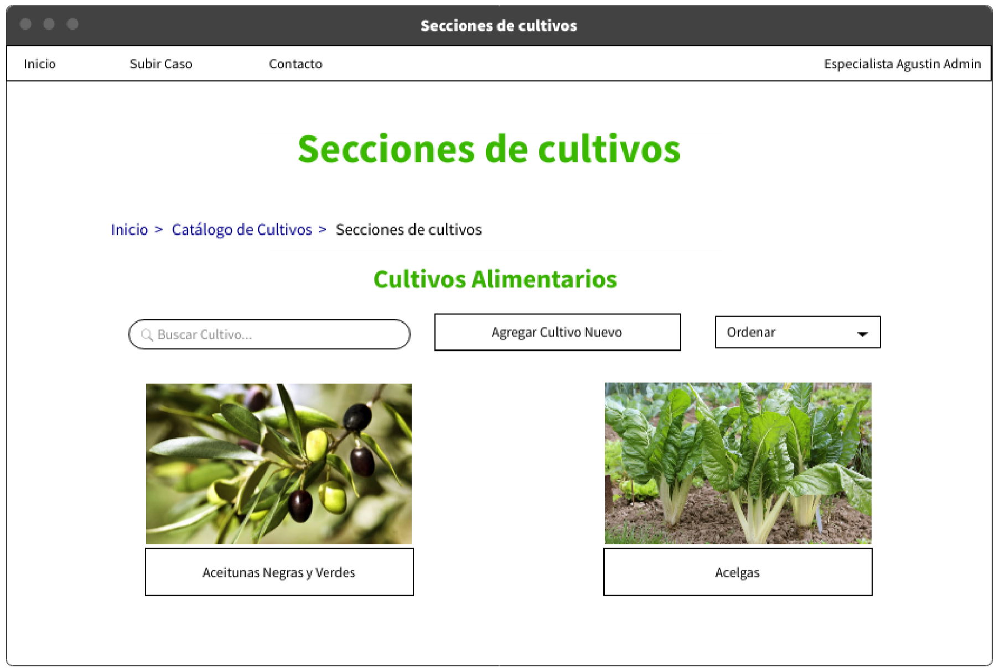 Secciones de cultivos
Inicio Subir Caso Contacto Especialista Agustin Admin
Secciones de cultivos
Inicio > Catálogo de Cultivos > Secciones de cultivos
Cultivos Alimentarios
Buscar Cultivo... Agregar Cultivo Nuevo Ordenar
Aceitunas Negras y Verdes Acelgas